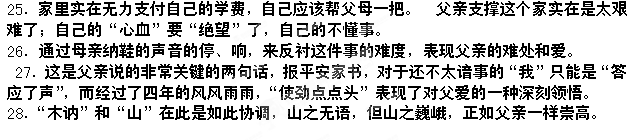 25．家里实在无力支付自己的学费，自己应该帮父母一把。  父亲支撑这个家实在是太艰
难了；自己的“心血”要“绝望”了，自己的不懂事。
26．通过母亲纳鞋的声音的停、响，来反衬这件事的难度，表现父亲的难处和爱。
27．这是父亲说的非常关键的两句话，报平安家书，对于还不太谙事的“我”只能是“答
应了声”，而经过了四年的风风雨雨，“使劲点点头”表现了对父爱的一种深刻领悟。
28．“木讷”和“山”在此是如此协调，山之无语，但山之巍峨，正如父亲一样崇高。